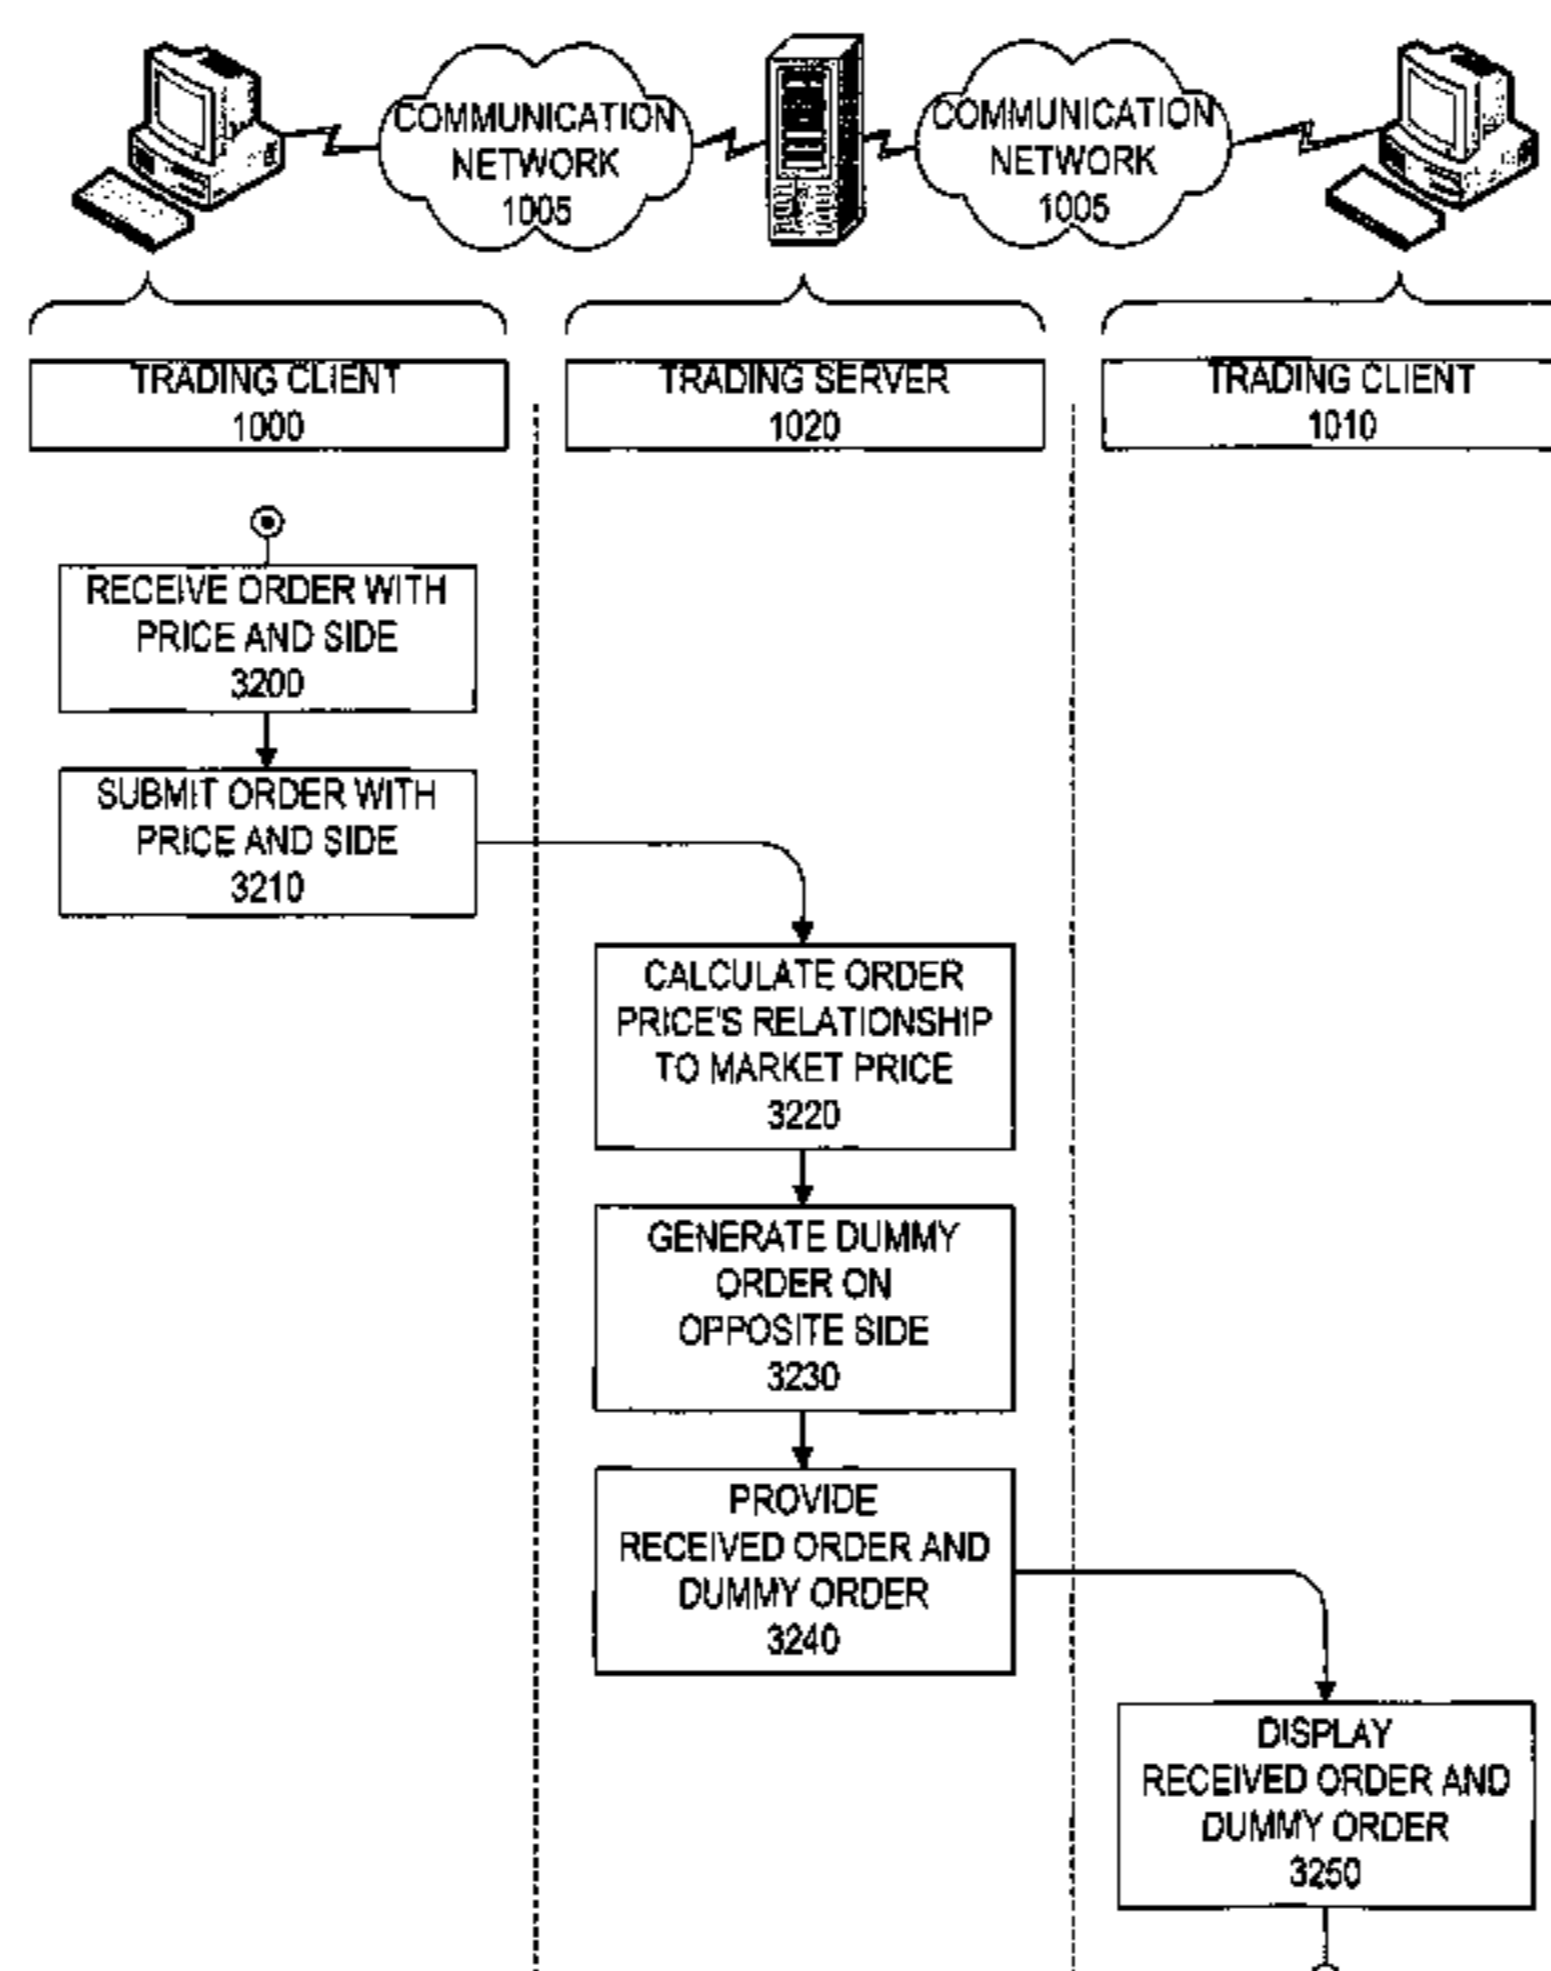 COMMUNICATION
NETWORK
1005
COMMUNICATION
NETWORK
1005
TRADING CLIENT
1000
TRADING SERVER
1020
TRADING CLIENT
1010
RECEIVE ORDER WITH
PRICE AND SIDE
3200
SUBMIT ORDER WITH
PRICE AND SIDE
3210
CALCULATE ORDER
PRICE'S RELATIONSHIP
TO MARKET PRICE
3220
GENERATE DUMMY
ORDER ON
OPPOSITE SIDE
3230
PROVIDE
RECEIVED ORDER AND
DUMMY ORDER
3240
DISPLAY
RECEIVED ORDER AND
DUMMY ORDER
3250